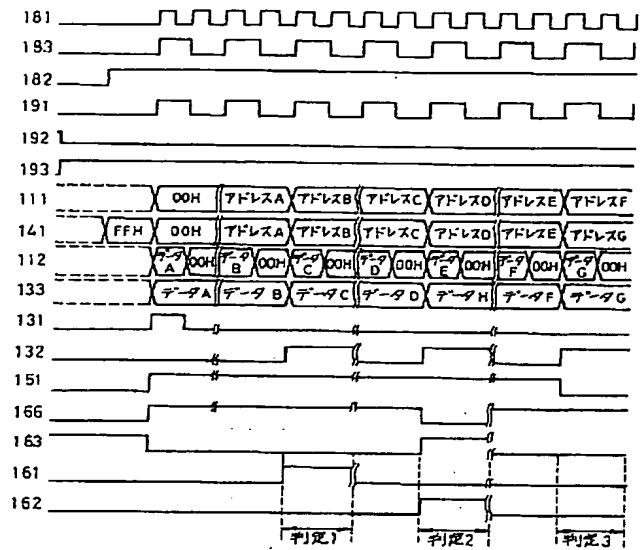 181
183
182
191
192
193
111 00H アドレスA アドレスB アドレスC アドレスD アドレスE アドレスF
141 FFH 00H アドレスA アドレスB アドレスC アドレスD アドレスE アドレスG
112 データA 00H データB 00H データC 00H データD 00H データE 00H データF 00H データG 00H
133 データA データB データC データD データH データF データG
131
132
151
166
163
161
162
判定1 判定2 判定3